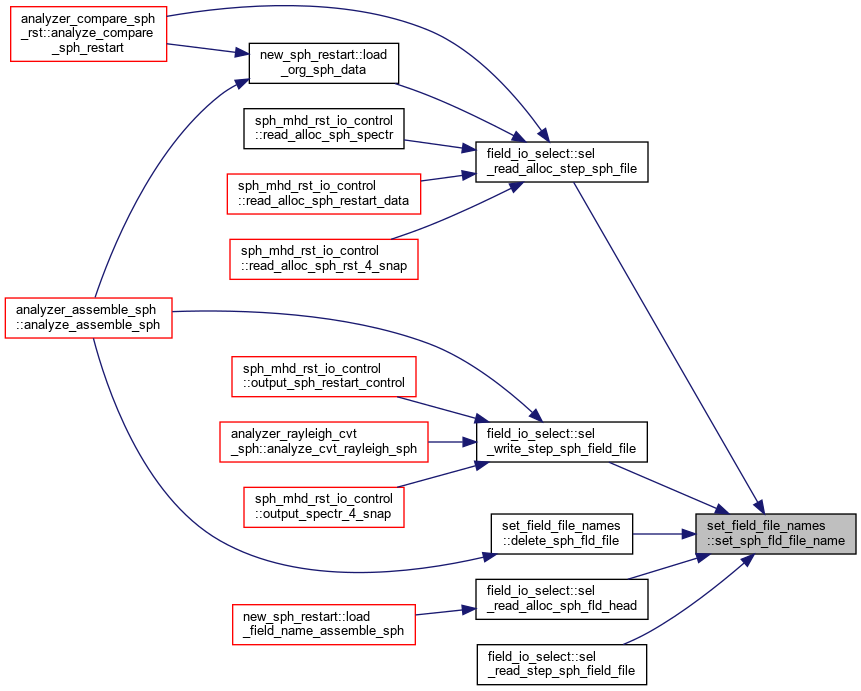 analyzer_compare_sph
_rst::analyze_compare
_sph_restart
new_sph_restart::load
_org_sph_data
sph_mhd_rst_io_control
::read_alloc_sph_spectr
field_io_select::sel
_read_alloc_step_sph_file
sph_mhd_rst_io_control
::read_alloc_sph_restart_data
sph_mhd_rst_io_control
::read_alloc_sph_rst_4_snap
analyzer_assemble_sph
::analyze_assemble_sph
sph_mhd_rst_io_control
::output_sph_restart_control
analyzer_rayleigh_cvt
_sph::analyze_cvt_rayleigh_sph
field_io_select::sel
_write_step_sph_field_file
sph_mhd_rst_io_control
::output_spectr_4_snap
set_field_file_names
::delete_sph_fld_file
set_field_file_names
::set_sph_fld_file_name
field_io_select::sel
_read_alloc_sph_fld_head
new_sph_restart::load
_field_name_assemble_sph
field_io_select::sel
_read_step_sph_field_file